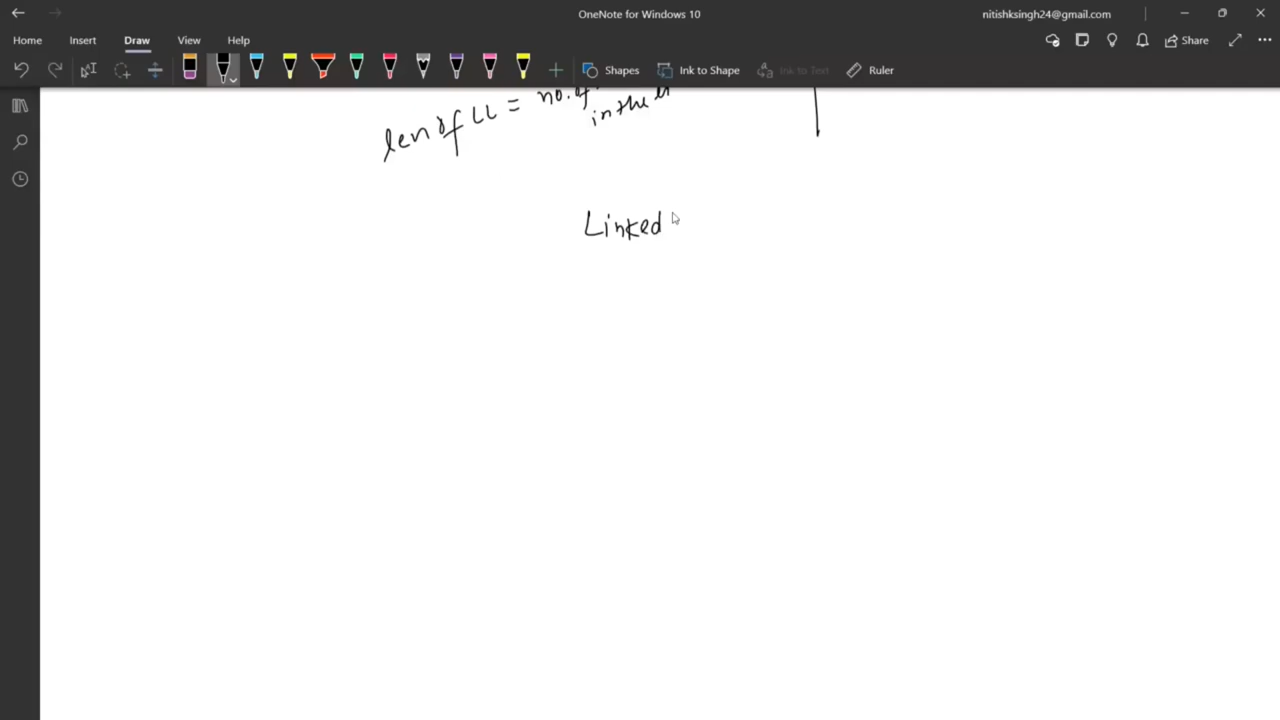 OneNote for Windows 10
nitishksingh24@gmail.com
Home Insert Draw View Help
Share
Shapes Ink to Shape Ink to Text Ruler
len of LL = no. of
in the
Linked